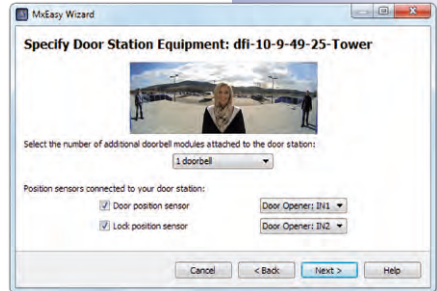 MxEasy Wizard
Specify Door Station Equipment: dfi-10-9-49-25-Tower
Select the number of additional doorbell modules attached to the door station:
1 doorbell
Position sensors connected to your door station:
Door position sensor Door Opener: IN1
Lock position sensor Door Opener: IN2
Cancel < Back Next > Help